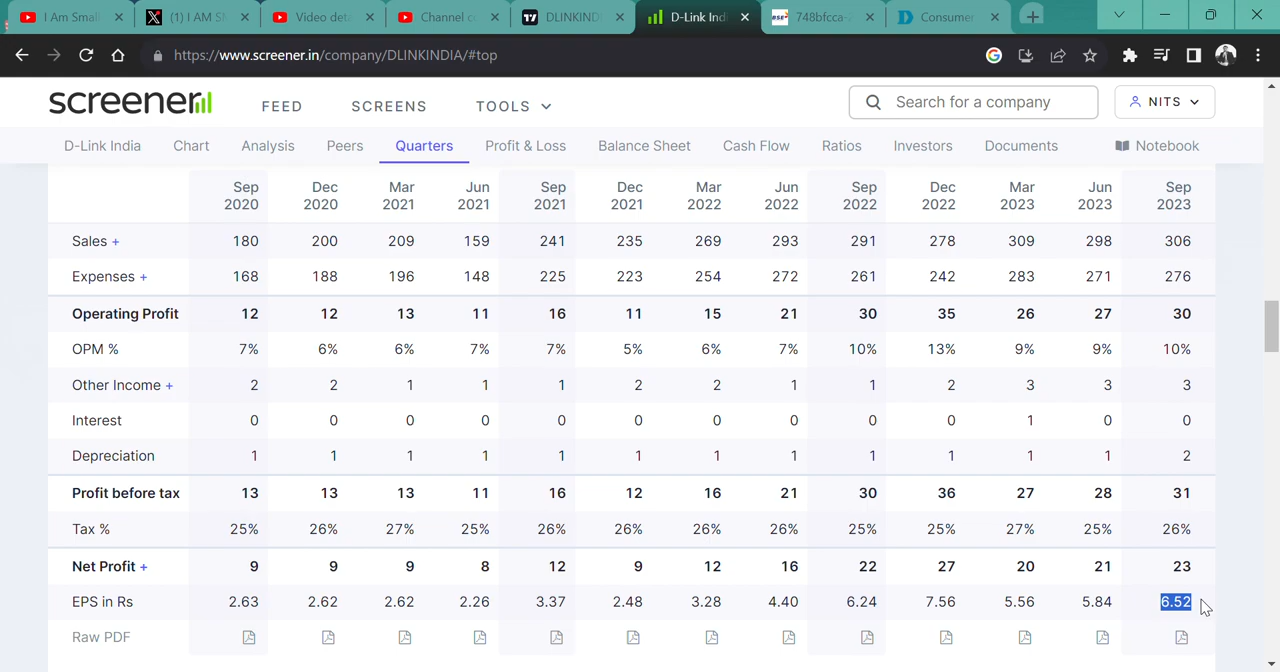 I Am Small
(1) I AM SM
Video deta
Channel co
DLINKINDI
D-Link Indi
748bfcca-
Consumer
https://www.screener.in/company/DLINKINDIA/#top
screener
FEED
SCREENS
TOOLS
Search for a company
NITS
D-Link India Chart Analysis Peers Quarters Profit & Loss Balance Sheet Cash Flow Ratios Investors Documents Notebook
Sep Dec Mar Jun Sep Dec Mar Jun Sep Dec Mar Jun Sep
2020 2020 2021 2021 2021 2021 2022 2022 2022 2022 2023 2023 2023
Sales + 180 200 209 159 241 235 269 293 291 278 309 298 306
Expenses + 168 188 196 148 225 223 254 272 261 242 283 271 276
Operating Profit 12 12 13 11 16 11 15 21 30 35 26 27 30
OPM % 7% 6% 6% 7% 7% 5% 6% 7% 10% 13% 9% 9% 10%
Other Income + 2 2 1 1 1 2 2 1 1 2 3 3 3
Interest 0 0 0 0 0 0 0 0 0 0 1 0 0
Depreciation 1 1 1 1 1 1 1 1 1 1 1 1 2
Profit before tax 13 13 13 11 16 12 16 21 30 36 27 28 31
Tax % 25% 26% 27% 25% 26% 26% 26% 26% 25% 25% 27% 25% 26%
Net Profit + 9 9 9 8 12 9 12 16 22 27 20 21 23
EPS in Rs 2.63 2.62 2.62 2.26 3.37 2.48 3.28 4.40 6.24 7.56 5.56 5.84 6.52
Raw PDF